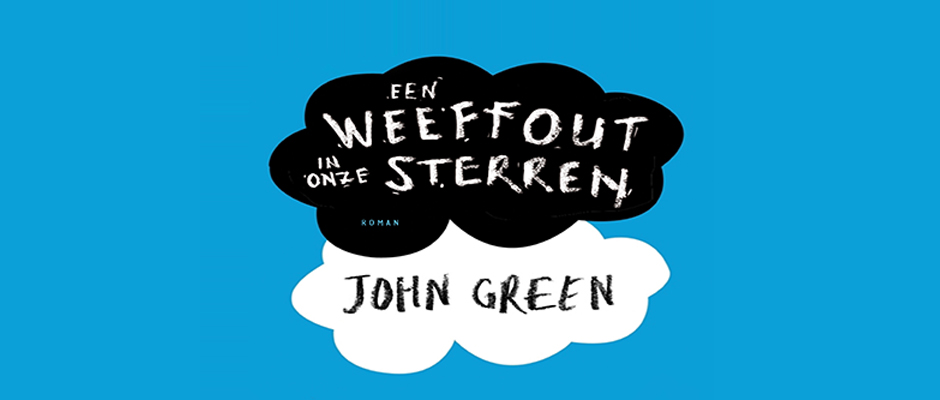 EEN
WEEFFOUT
IN
ONZE STERREN
ROMAN
JOHN GREEN